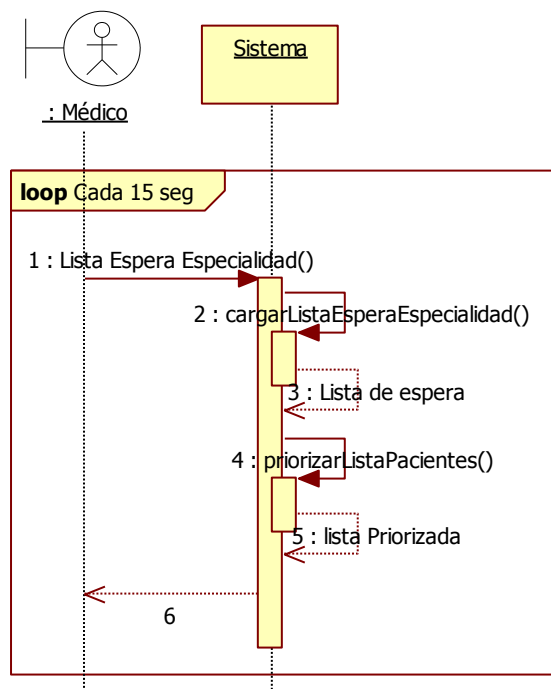 Sistema
: Médico
loop Cada 15 seg
1 : Lista Espera Especialidad()
2 : cargarListaEsperaEspecialidad()
3 : Lista de espera
4 : priorizarListaPacientes()
5 : lista Priorizada
6